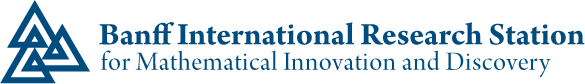 Banff International Research Station
for Mathematical Innovation and Discovery